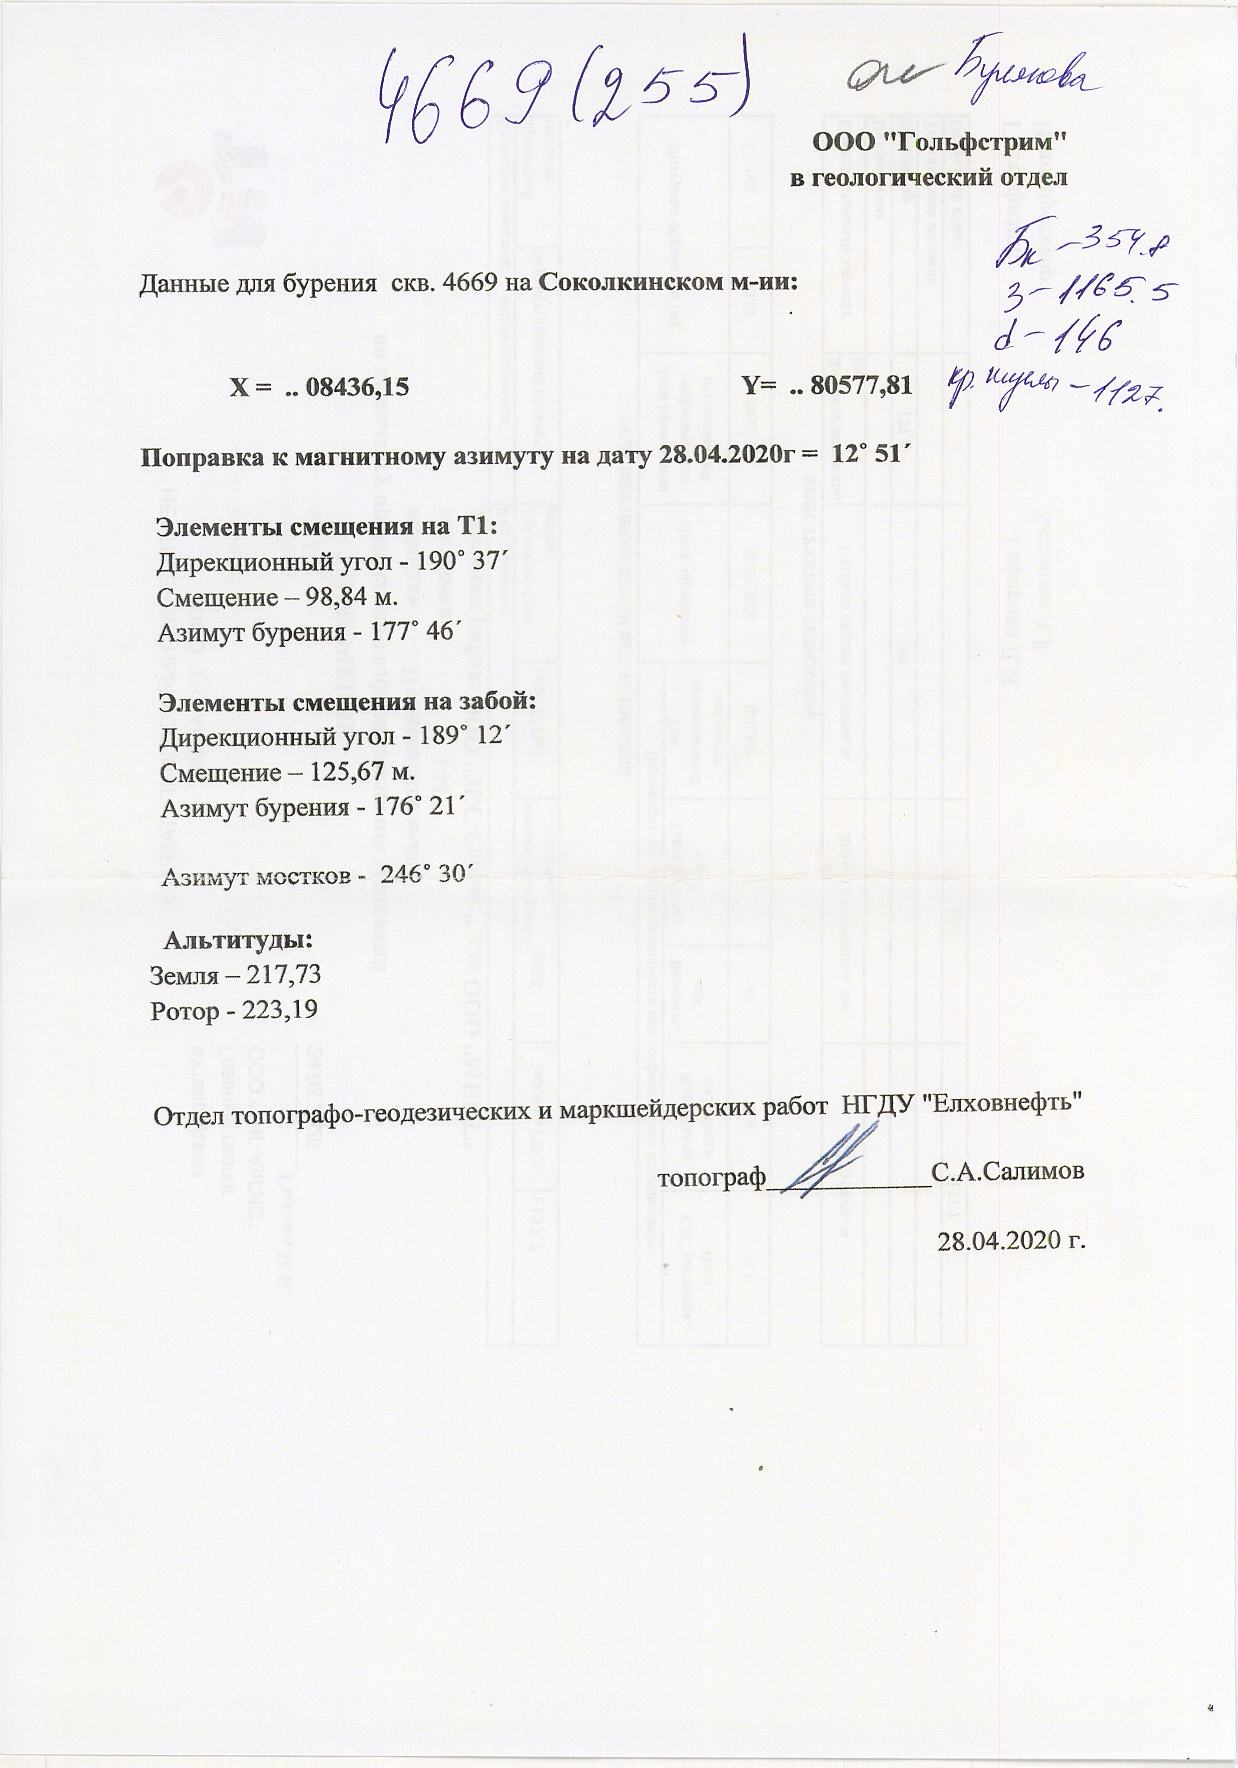 4669 (255)
ООО "Гольфстрим"
в геологический отдел
Бк – 354.8
З – 1165.5
d – 146
– 1127.
Данные для бурения скв. 4669 на Соколкинском м-ии:
X = .. 08436,15 Y= .. 80577,81
Поправка к магнитному азимуту на дату 28.04.2020г = 12° 51´
Элементы смещения на Т1:
Дирекционный угол - 190° 37´
Смещение – 98,84 м.
Азимут бурения - 177° 46´
Элементы смещения на забой:
Дирекционный угол - 189° 12´
Смещение – 125,67 м.
Азимут бурения - 176° 21´
Азимут мостков - 246° 30´
Альтитуды:
Земля – 217,73
Ротор - 223,19
Отдел топографо-геодезических и маркшейдерских работ НГДУ "Елховнефть"
топограф____________С.А.Салимов
28.04.2020 г.